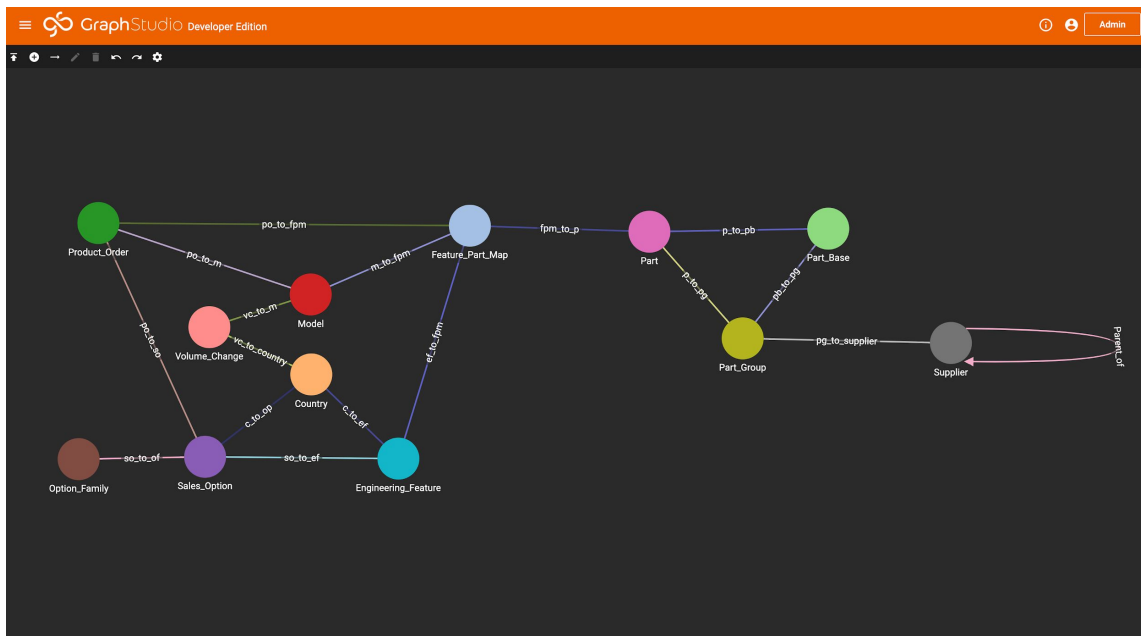 GraphStudio Developer Edition
Admin
po_to_fpm
fpm_to_p
p_to_pb
Product_Order
Feature_Part_Map
Part
Part_Base
po_to_m
m_to_fpm
p_to_pg
pb_to_pg
vc_to_m
Model
po_to_so
Volume_Change
vc_to_country
ef_to_fpm
Part_Group
pg_to_supplier
Supplier
Parent_of
Country
c_to_op
c_to_ef
so_to_of
so_to_ef
Option_Family
Sales_Option
Engineering_Feature